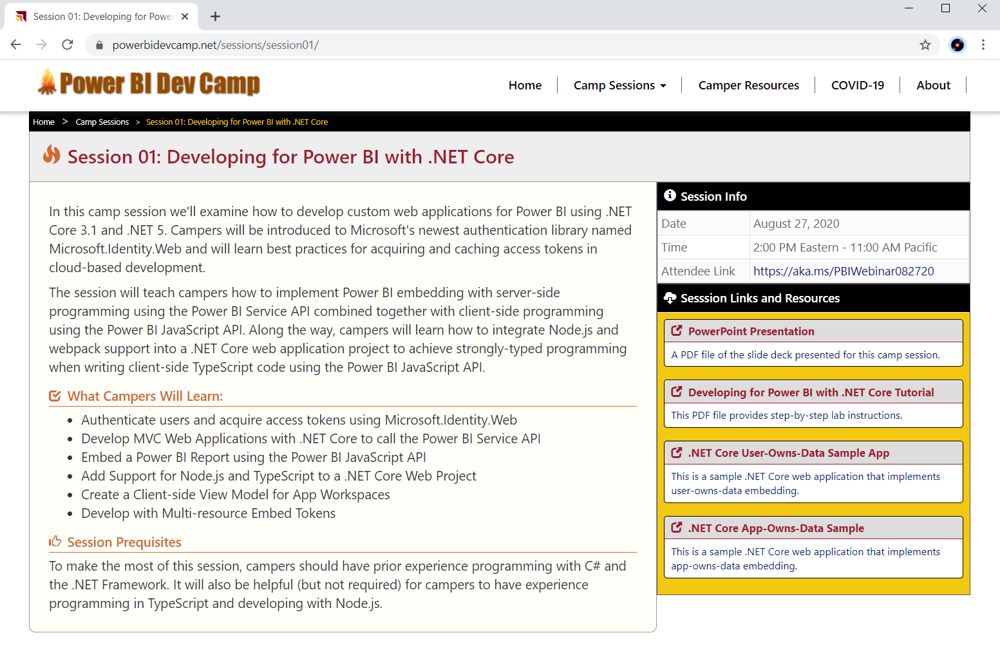 Session 01: Developing for Powe
powerbidevcamp.net/sessions/session01/
Power BI Dev Camp
Home
Camp Sessions
Camper Resources
COVID-19
About
Home > Camp Sessions > Session 01: Developing for Power BI with .NET Core
Session 01: Developing for Power BI with .NET Core
In this camp session we'll examine how to develop custom web applications for Power BI using .NET
Core 3.1 and .NET 5. Campers will be introduced to Microsoft's newest authentication library named
Microsoft.Identity.Web and will learn best practices for acquiring and caching access tokens in
cloud-based development.
The session will teach campers how to implement Power BI embedding with server-side
programming using the Power BI Service API combined together with client-side programming
using the Power BI JavaScript API. Along the way, campers will learn how to integrate Node.js and
webpack support into a .NET Core web application project to achieve strongly-typed programming
when writing client-side TypeScript code using the Power BI JavaScript API.
What Campers Will Learn:
• Authenticate users and acquire access tokens using Microsoft.Identity.Web
• Develop MVC Web Applications with .NET Core to call the Power BI Service API
• Embed a Power BI Report using the Power BI JavaScript API
• Add Support for Node.js and TypeScript to a .NET Core Web Project
• Create a Client-side View Model for App Workspaces
• Develop with Multi-resource Embed Tokens
Session Prequisites
To make the most of this session, campers should have prior experience programming with C# and
the .NET Framework. It will also be helpful (but not required) for campers to have experience
programming in TypeScript and developing with Node.js.
Session Info
Date August 27, 2020
Time 2:00 PM Eastern - 11:00 AM Pacific
Attendee Link https://aka.ms/PBIWebinar082720
Sesssion Links and Resources
PowerPoint Presentation
A PDF file of the slide deck presented for this camp session.
Developing for Power BI with .NET Core Tutorial
This PDF file provides step-by-step lab instructions.
.NET Core User-Owns-Data Sample App
This is a sample .NET Core web application that implements
user-owns-data embedding.
.NET Core App-Owns-Data Sample
This is a sample .NET Core web application that implements
app-owns-data embedding.